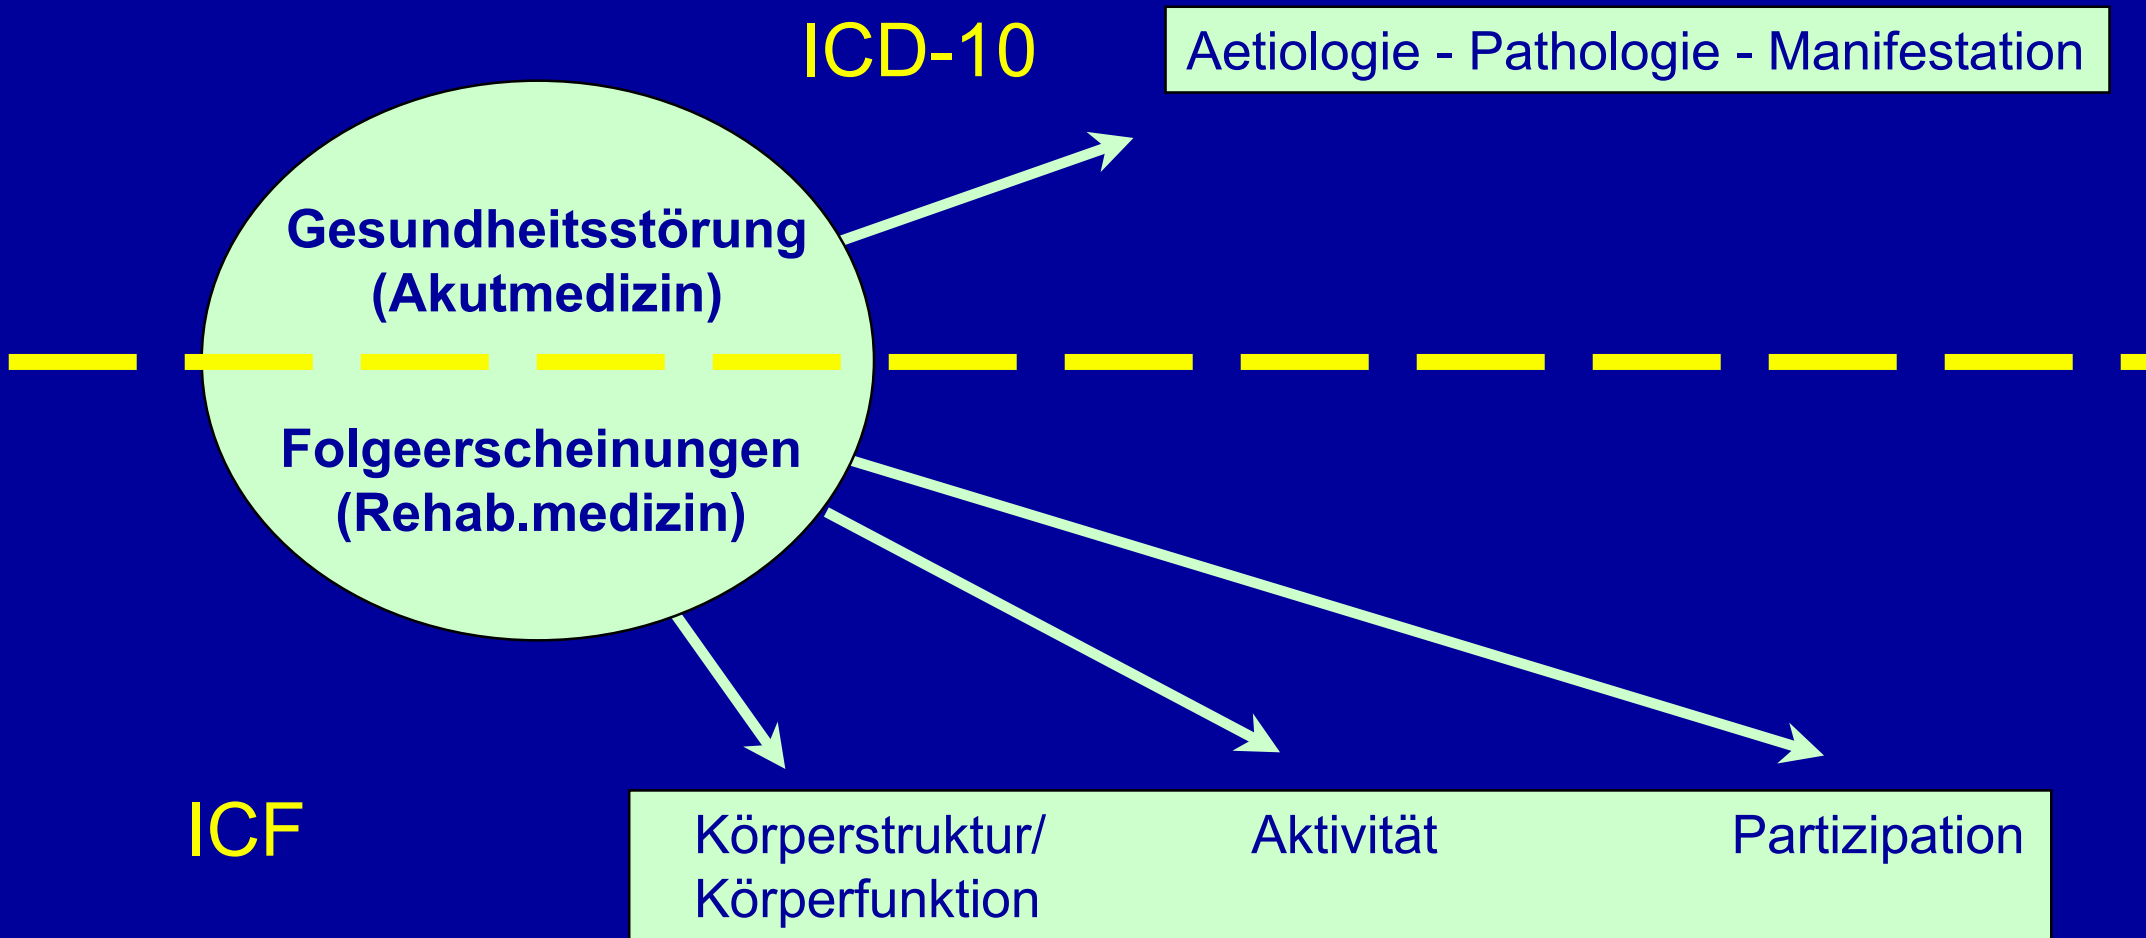 ICD-10
Aetiologie - Pathologie - Manifestation
Gesundheitsstörung
(Akutmedizin)
Folgeerscheinungen
(Rehab.medizin)
ICF
Körperstruktur/ Aktivität Partizipation
Körperfunktion